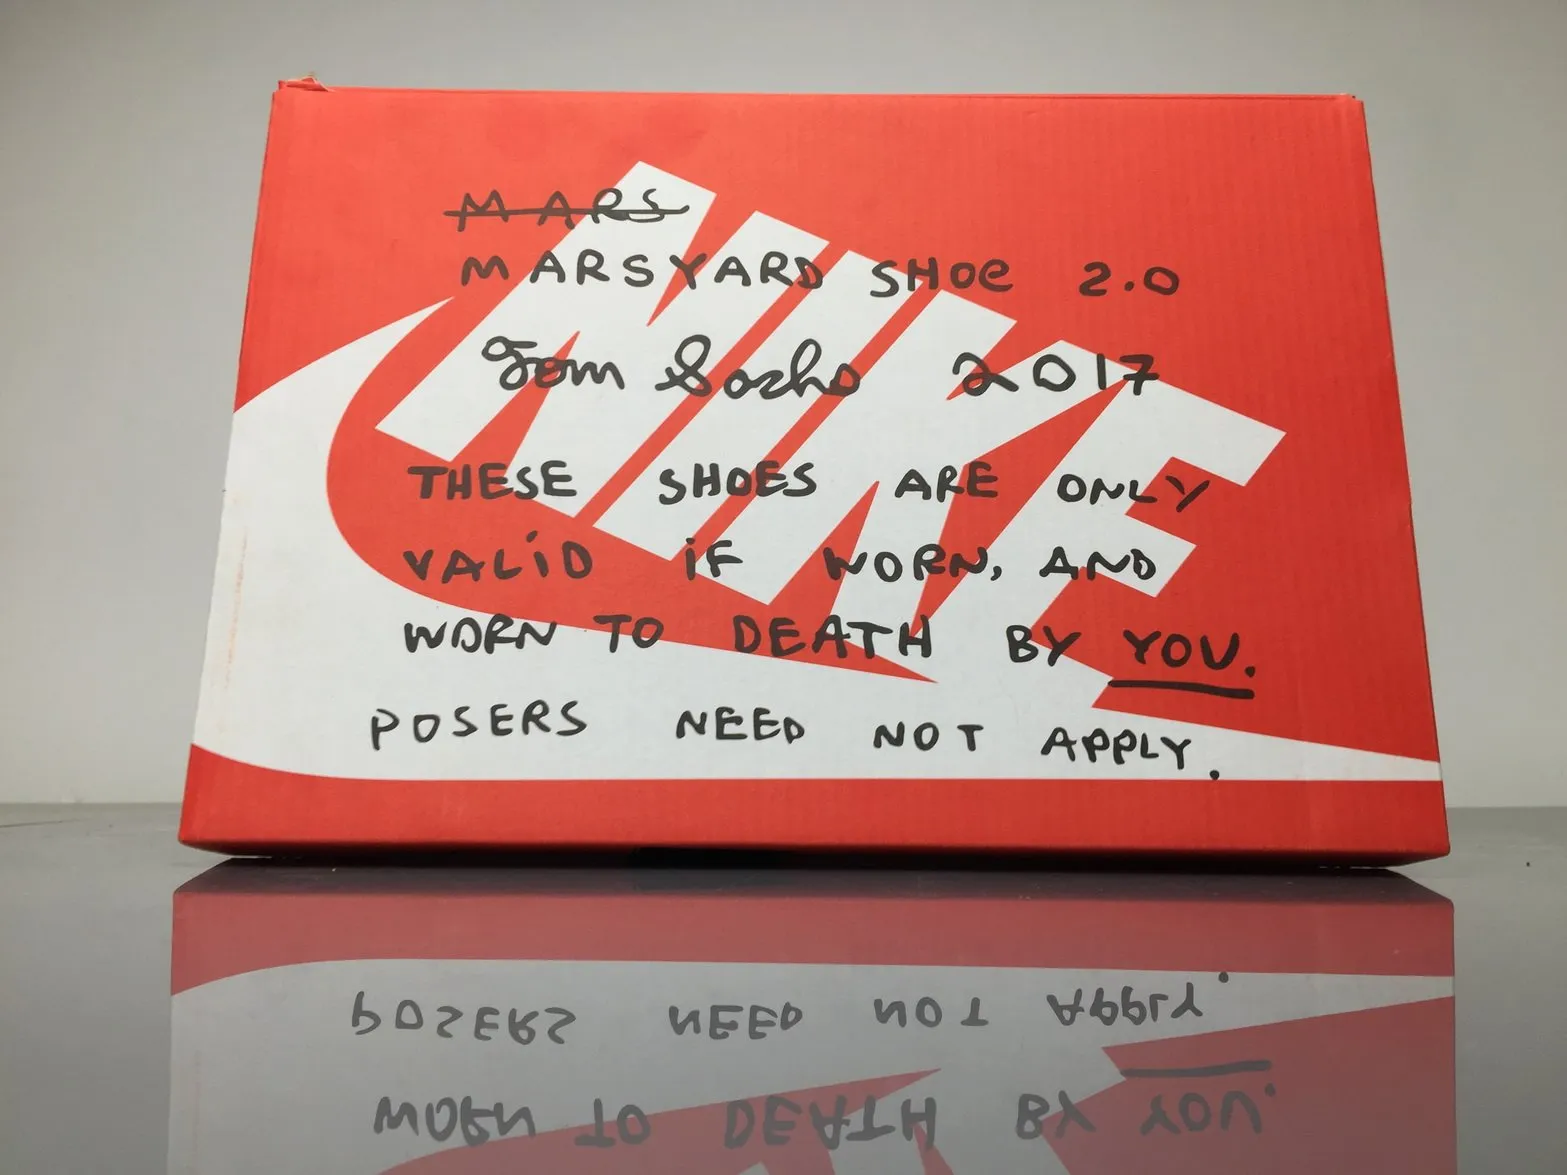 NIKE
MARS
MARSYARD SHOE 2.0
Tom Sachs 2017
THESE SHOES ARE ONLY
VALiD iF WORN, AND
WORN TO DEATH BY YOU.
POSERS NEED NOT APPLY.